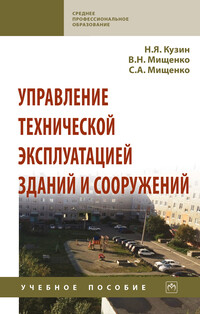 СРЕДНЕЕ
ПРОФЕССИОНАЛЬНОЕ
ОБРАЗОВАНИЕ
Н.Я. Кузин
В.Н. Мищенко
С.А. Мищенко
УПРАВЛЕНИЕ
ТЕХНИЧЕСКОЙ
ЭКСПЛУАТАЦИЕЙ
ЗДАНИЙ И СООРУЖЕНИЙ
УЧЕБНОЕ ПОСОБИЕ